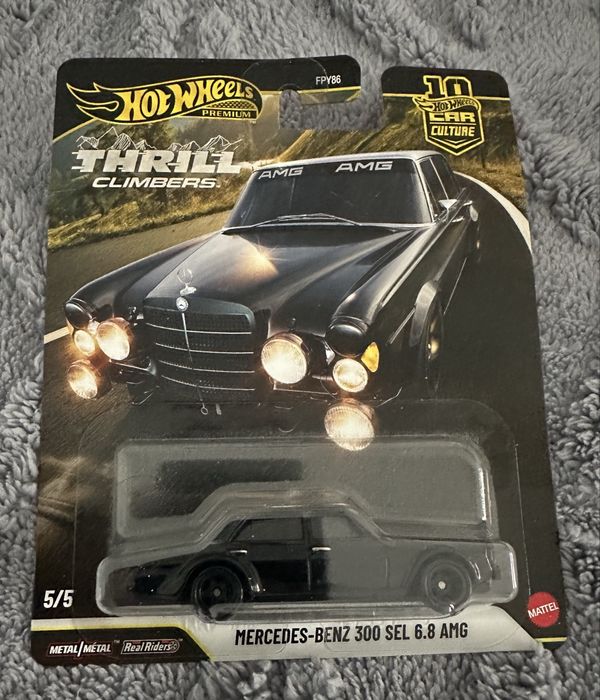 FPY86
HOT WHEELS
PREMIUM
10
HOT WHEELS
CAR
CULTURE
THRILL
CLIMBERS.
AMG AMG
5/5
MERCEDES-BENZ 300 SEL 6.8 AMG
MATTEL
METAL/MÉTAL™ Real Riders